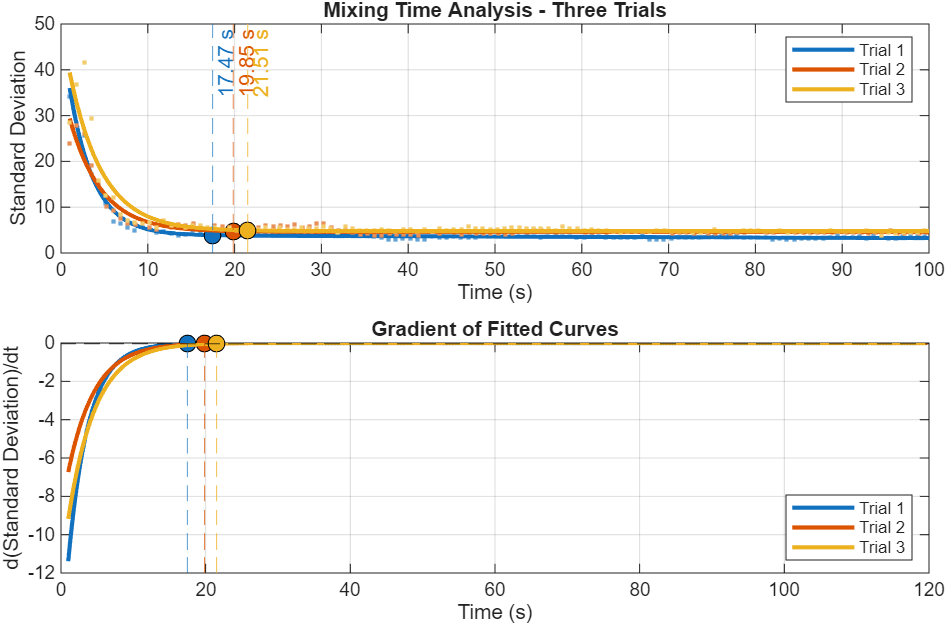 Mixing Time Analysis - Three Trials
Standard Deviation
50
40
30
20
10
0
17.47 s
19.85 s
21.51 s
Trial 1
Trial 2
Trial 3
0 10 20 30 40 50 60 70 80 90 100
Time (s)
Gradient of Fitted Curves
d(Standard Deviation)/dt
0
-2
-4
-6
-8
-10
-12
Trial 1
Trial 2
Trial 3
0 20 40 60 80 100 120
Time (s)